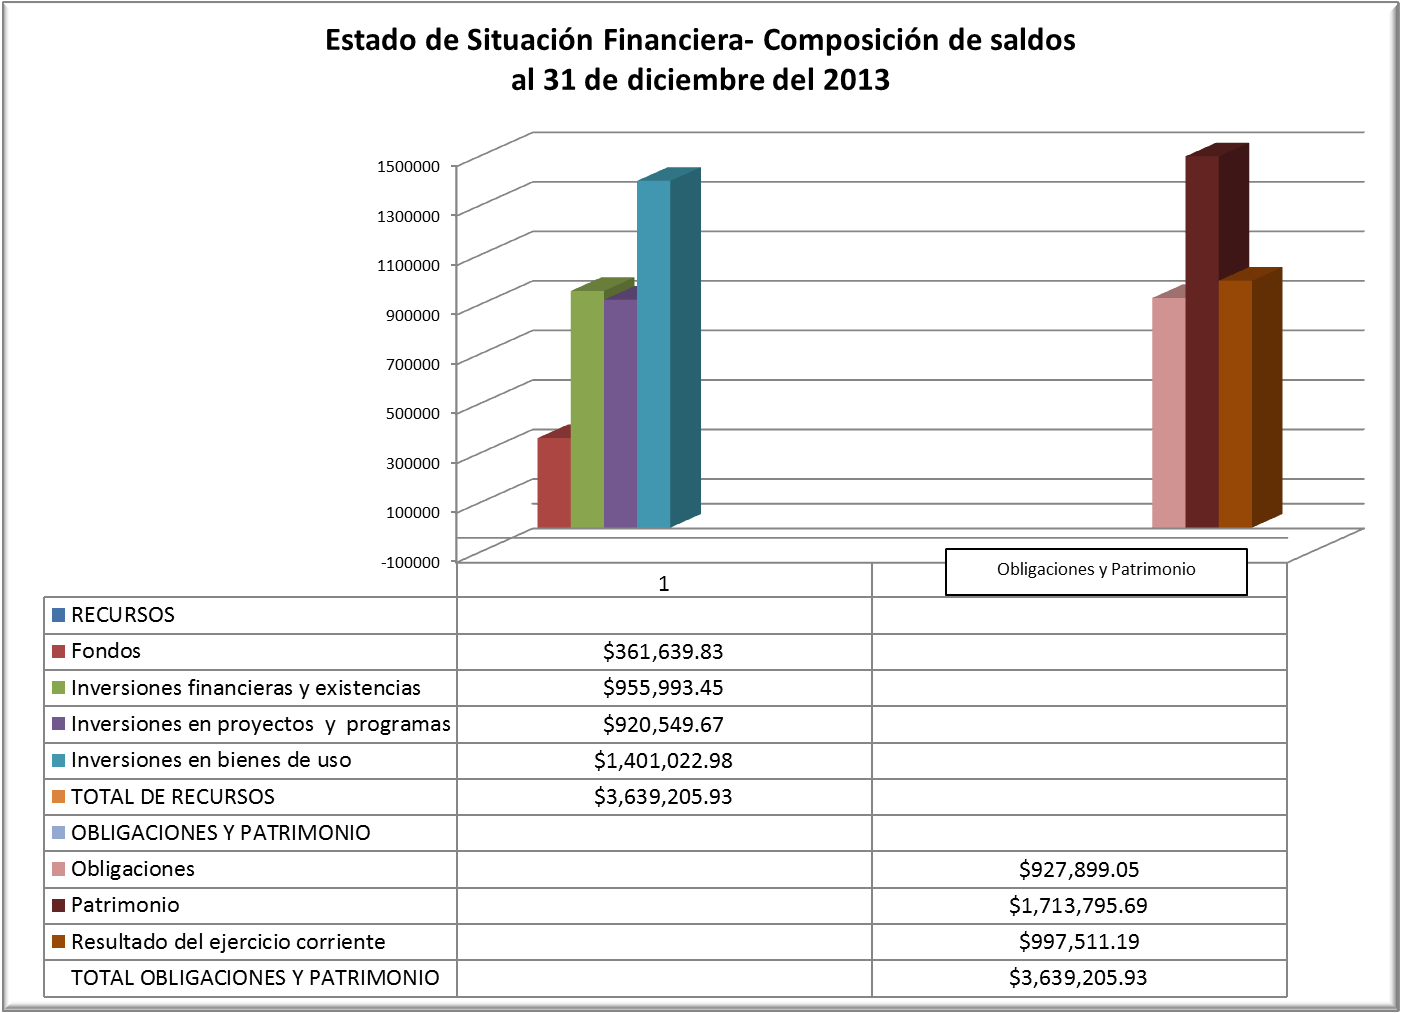 Estado de Situación Financiera- Composición de saldos
al 31 de diciembre del 2013
1500000
1300000
1100000
900000
700000
500000
300000
100000
-100000
1
Obligaciones y Patrimonio
RECURSOS
Fondos $361,639.83
Inversiones financieras y existencias $955,993.45
Inversiones en proyectos y programas $920,549.67
Inversiones en bienes de uso $1,401,022.98
TOTAL DE RECURSOS $3,639,205.93
OBLIGACIONES Y PATRIMONIO
Obligaciones $927,899.05
Patrimonio $1,713,795.69
Resultado del ejercicio corriente $997,511.19
TOTAL OBLIGACIONES Y PATRIMONIO $3,639,205.93